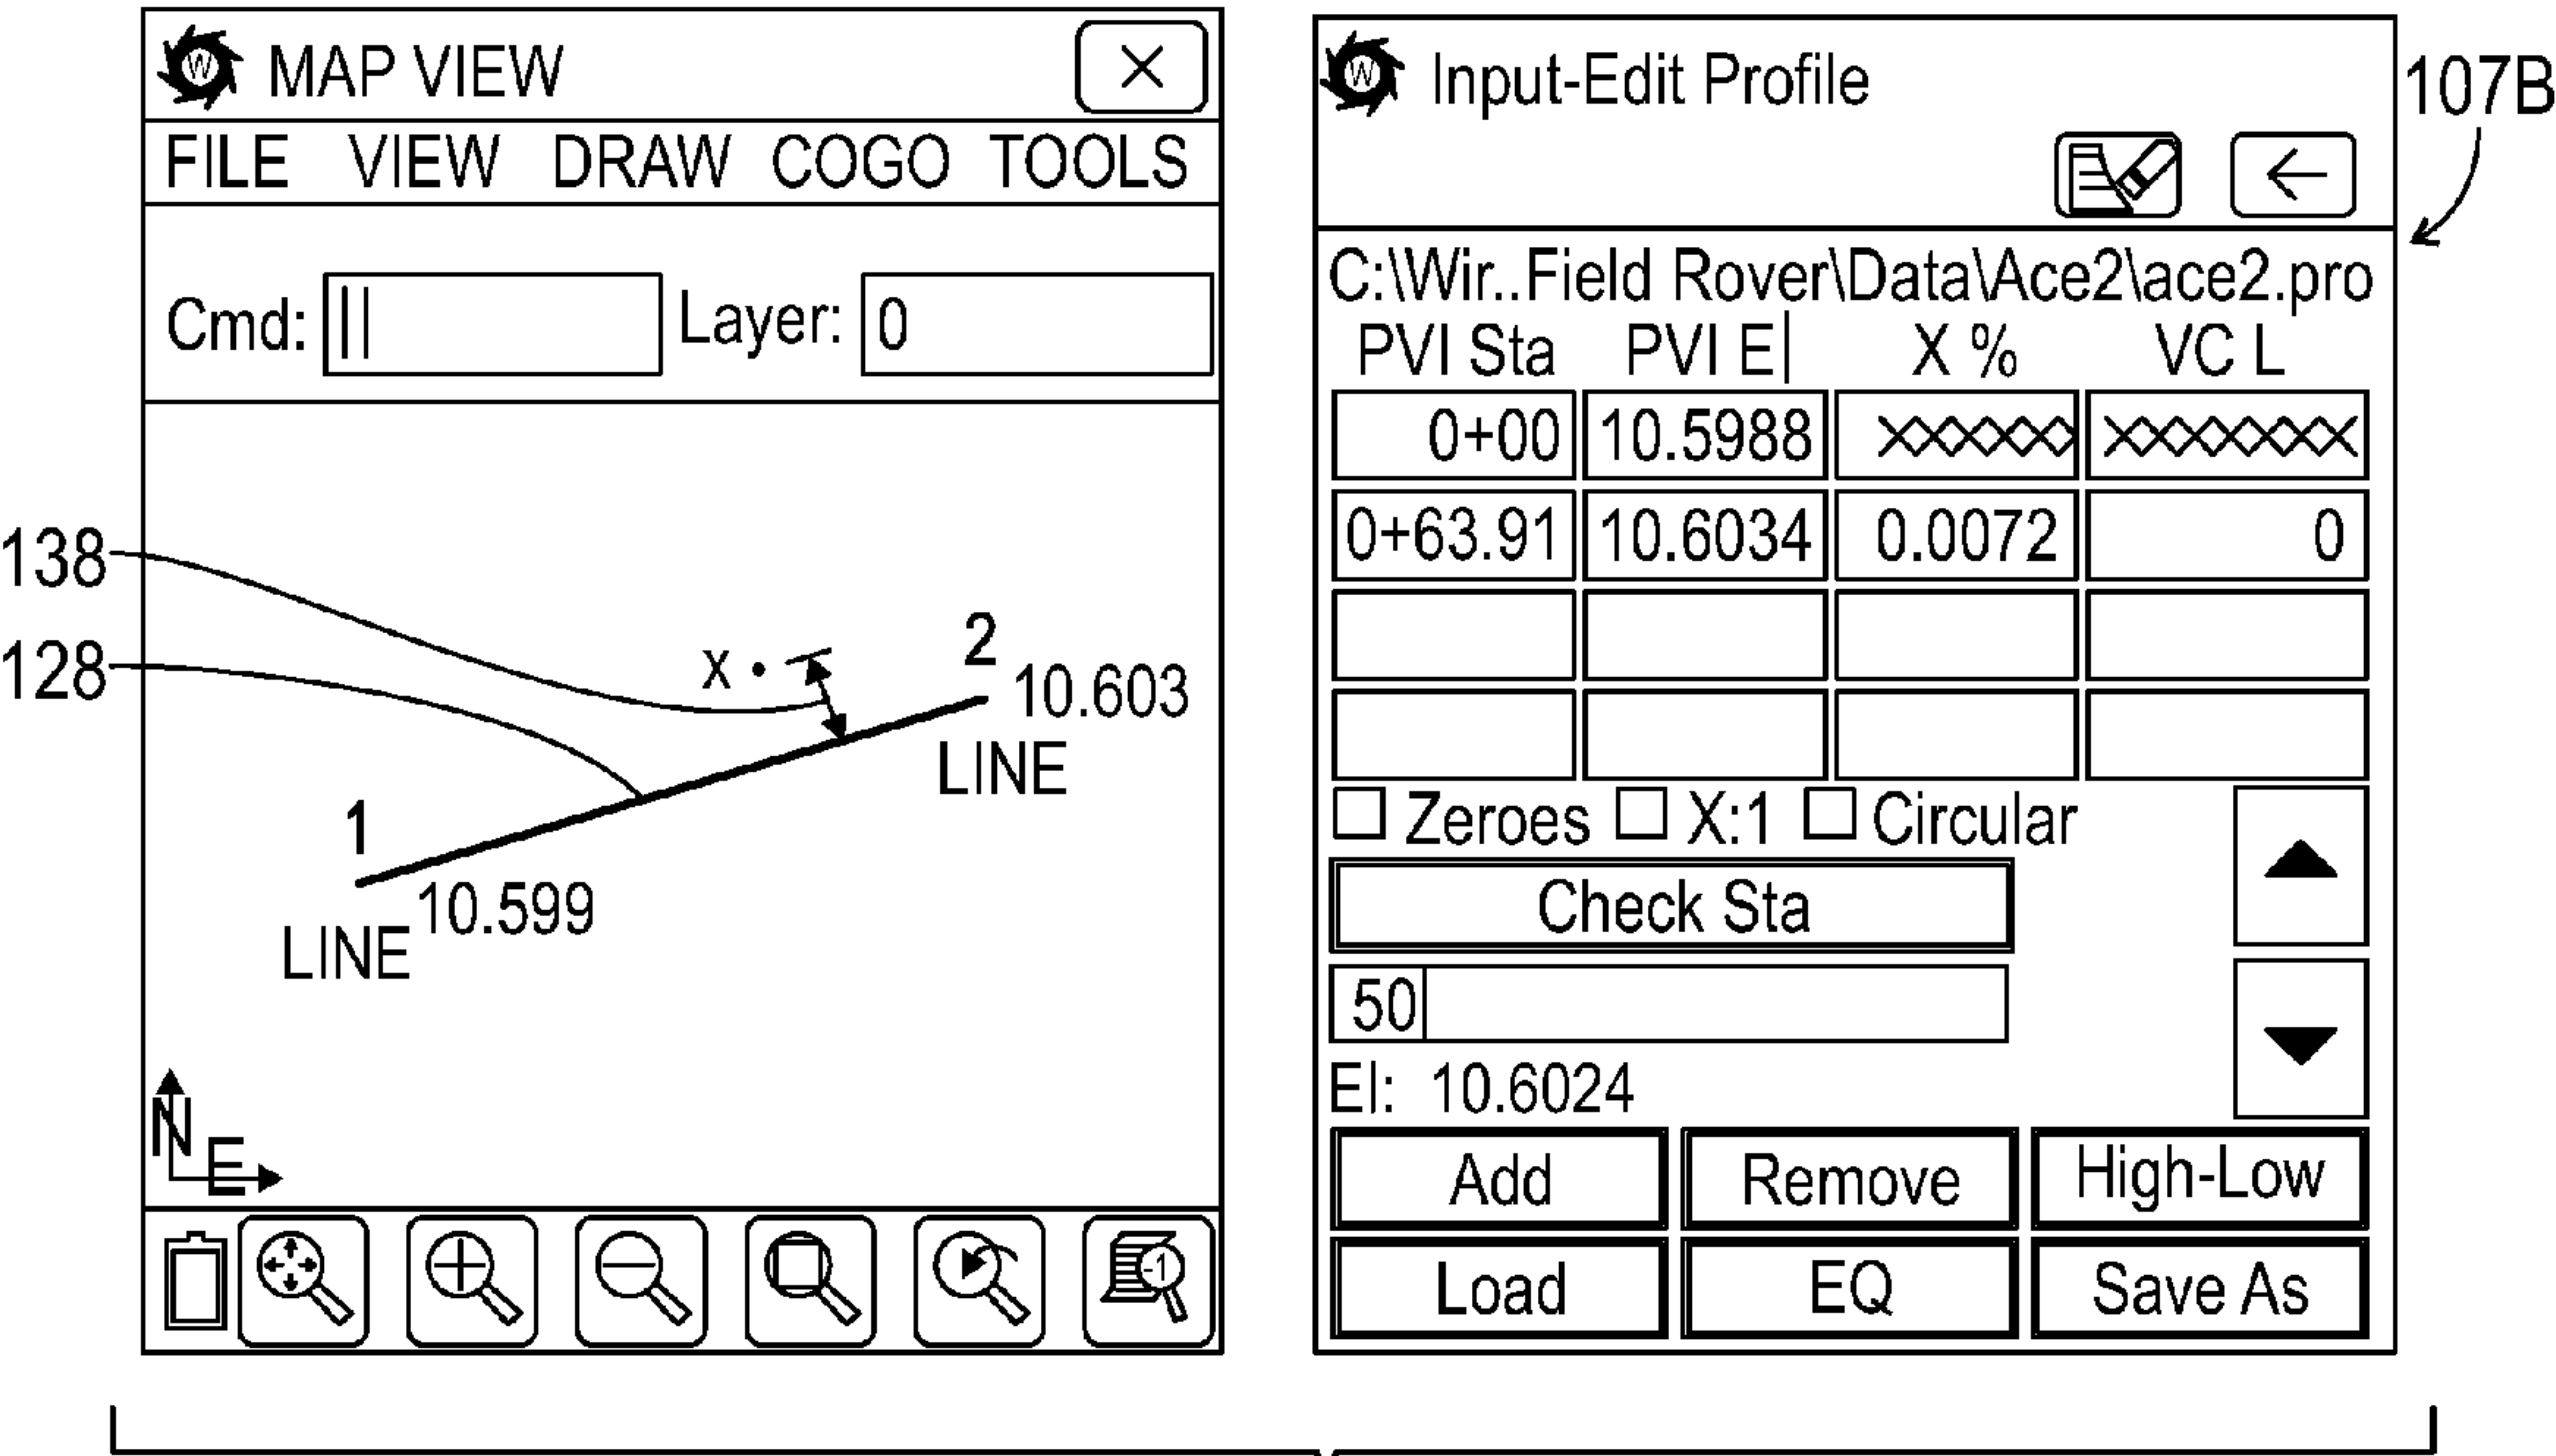 W MAP VIEW
FILE VIEW DRAW COGO TOOLS
Cmd: || Layer: 0
138
128
X
2
10.603
LINE
1
10.599
LINE
N
E
-1
W Input-Edit Profile
107B
C:\Wir..Field Rover\Data\Ace2\ace2.pro
PVI Sta PVI E| X % VC L
0+00 10.5988 XXXXXX XXXXXXX
0+63.91 10.6034 0.0072 0
Zeroes X:1 Circular
Check Sta
50
El: 10.6024
Add Remove High-Low
Load EQ Save As